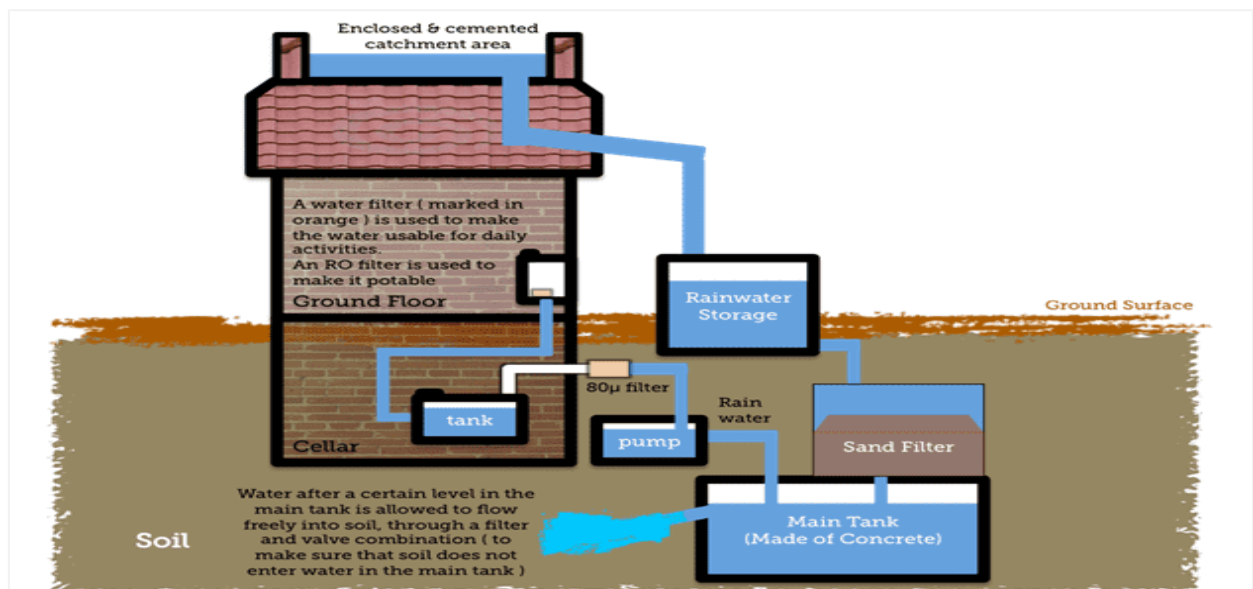 Enclosed & cemented
catchment area
A water filter ( marked in
orange ) is used to make
the water usable for daily
activities.
An RO filter is used to
make it potable
Ground Floor
Rainwater
Storage
Ground Surface
80μ filter
Rain
water
tank
pump
Sand Filter
Cellar
Water after a certain level in the
main tank is allowed to flow
freely into soil, through a filter
and valve combination ( to
make sure that soil does not
enter water in the main tank )
Main Tank
(Made of Concrete)
Soil